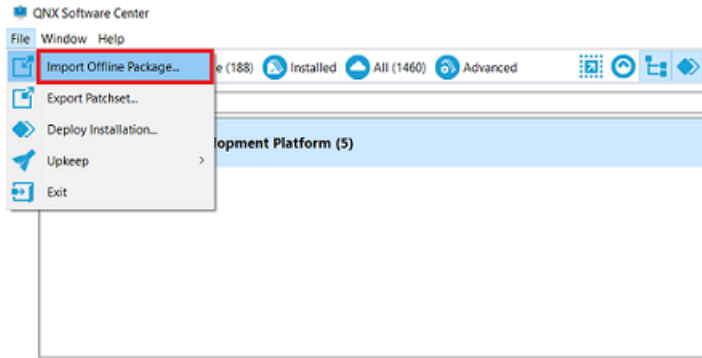 QNX Software Center
File Window Help
Import Offline Package... e (188) Installed All (1460) Advanced
Export Patchset...
Deploy Installation...
lopment Platform (5)
Upkeep >
Exit